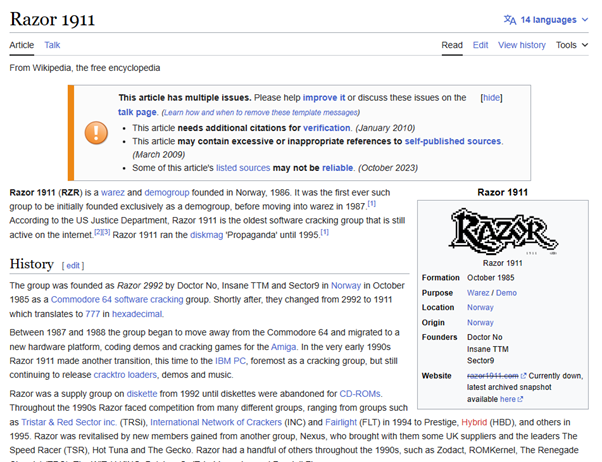 Razor 1911
14 languages
Article Talk Read Edit View history Tools
From Wikipedia, the free encyclopedia
This article has multiple issues. Please help improve it or discuss these issues on the [hide]
talk page. (Learn how and when to remove these template messages)
• This article needs additional citations for verification. (January 2010)
• This article may contain excessive or inappropriate references to self-published sources.
(March 2009)
• Some of this article's listed sources may not be reliable. (October 2023)
Razor 1911 (RZR) is a warez and demogroup founded in Norway, 1986. It was the first ever such
group to be initially founded exclusively as a demogroup, before moving into warez in 1987.[1]
According to the US Justice Department, Razor 1911 is the oldest software cracking group that is still
active on the internet.[2][3] Razor 1911 ran the diskmag 'Propaganda' until 1995.[1]
Razor 1911
RAZOR
1911
Razor 1911
Formation October 1985
Purpose Warez / Demo
Location Norway
Origin Norway
Founders Doctor No
Insane TTM
Sector9
Website razor1911.com Currently down,
latest archived snapshot
available here
History [ edit ]
The group was founded as Razor 2992 by Doctor No, Insane TTM and Sector9 in Norway in October
1985 as a Commodore 64 software cracking group. Shortly after, they changed from 2992 to 1911
which translates to 777 in hexadecimal.
Between 1987 and 1988 the group began to move away from the Commodore 64 and migrated to a
new hardware platform, coding demos and cracking games for the Amiga. In the very early 1990s
Razor 1911 made another transition, this time to the IBM PC, foremost as a cracking group, but still
continuing to release cracktro loaders, demos and music.
Razor 1911 was a supply group on diskette from 1992 until diskettes were abandoned for CD-ROMs.
Throughout the 1990s Razor faced competition from many different groups, ranging from groups such
as Tristar & Red Sector inc. (TRSi), International Network of Crackers (INC) and Fairlight (FLT) in 1994 to Prestige, Hybrid (HBD), and others in
1995. Razor was revitalised by new members gained from another group, Nexus, who brought with them some UK suppliers and the leaders The
Speed Racer (TSR), Hot Tuna and The Gecko. Razor had a handful of others throughout the 1990s, such as Zodact, ROMKernel, The Renegade